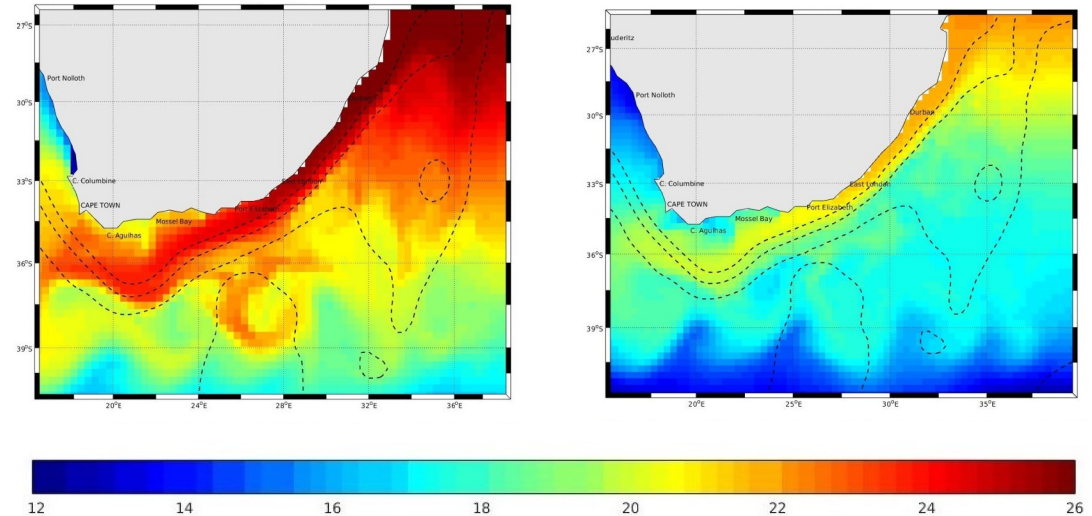 27°S
30°S
33°S
36°S
39°S
Port Nolloth
C. Columbine
CAPE TOWN
C. Agulhas
Mossel Bay
20°E 24°E 28°E 32°E 36°E
27°S
30°S
33°S
36°S
39°S
uderitz
Port Nolloth
C. Columbine
CAPE TOWN
C. Agulhas
Mossel Bay
Port Elizabeth
East London
Durban
20°E 25°E 30°E 35°E
12 14 16 18 20 22 24 26